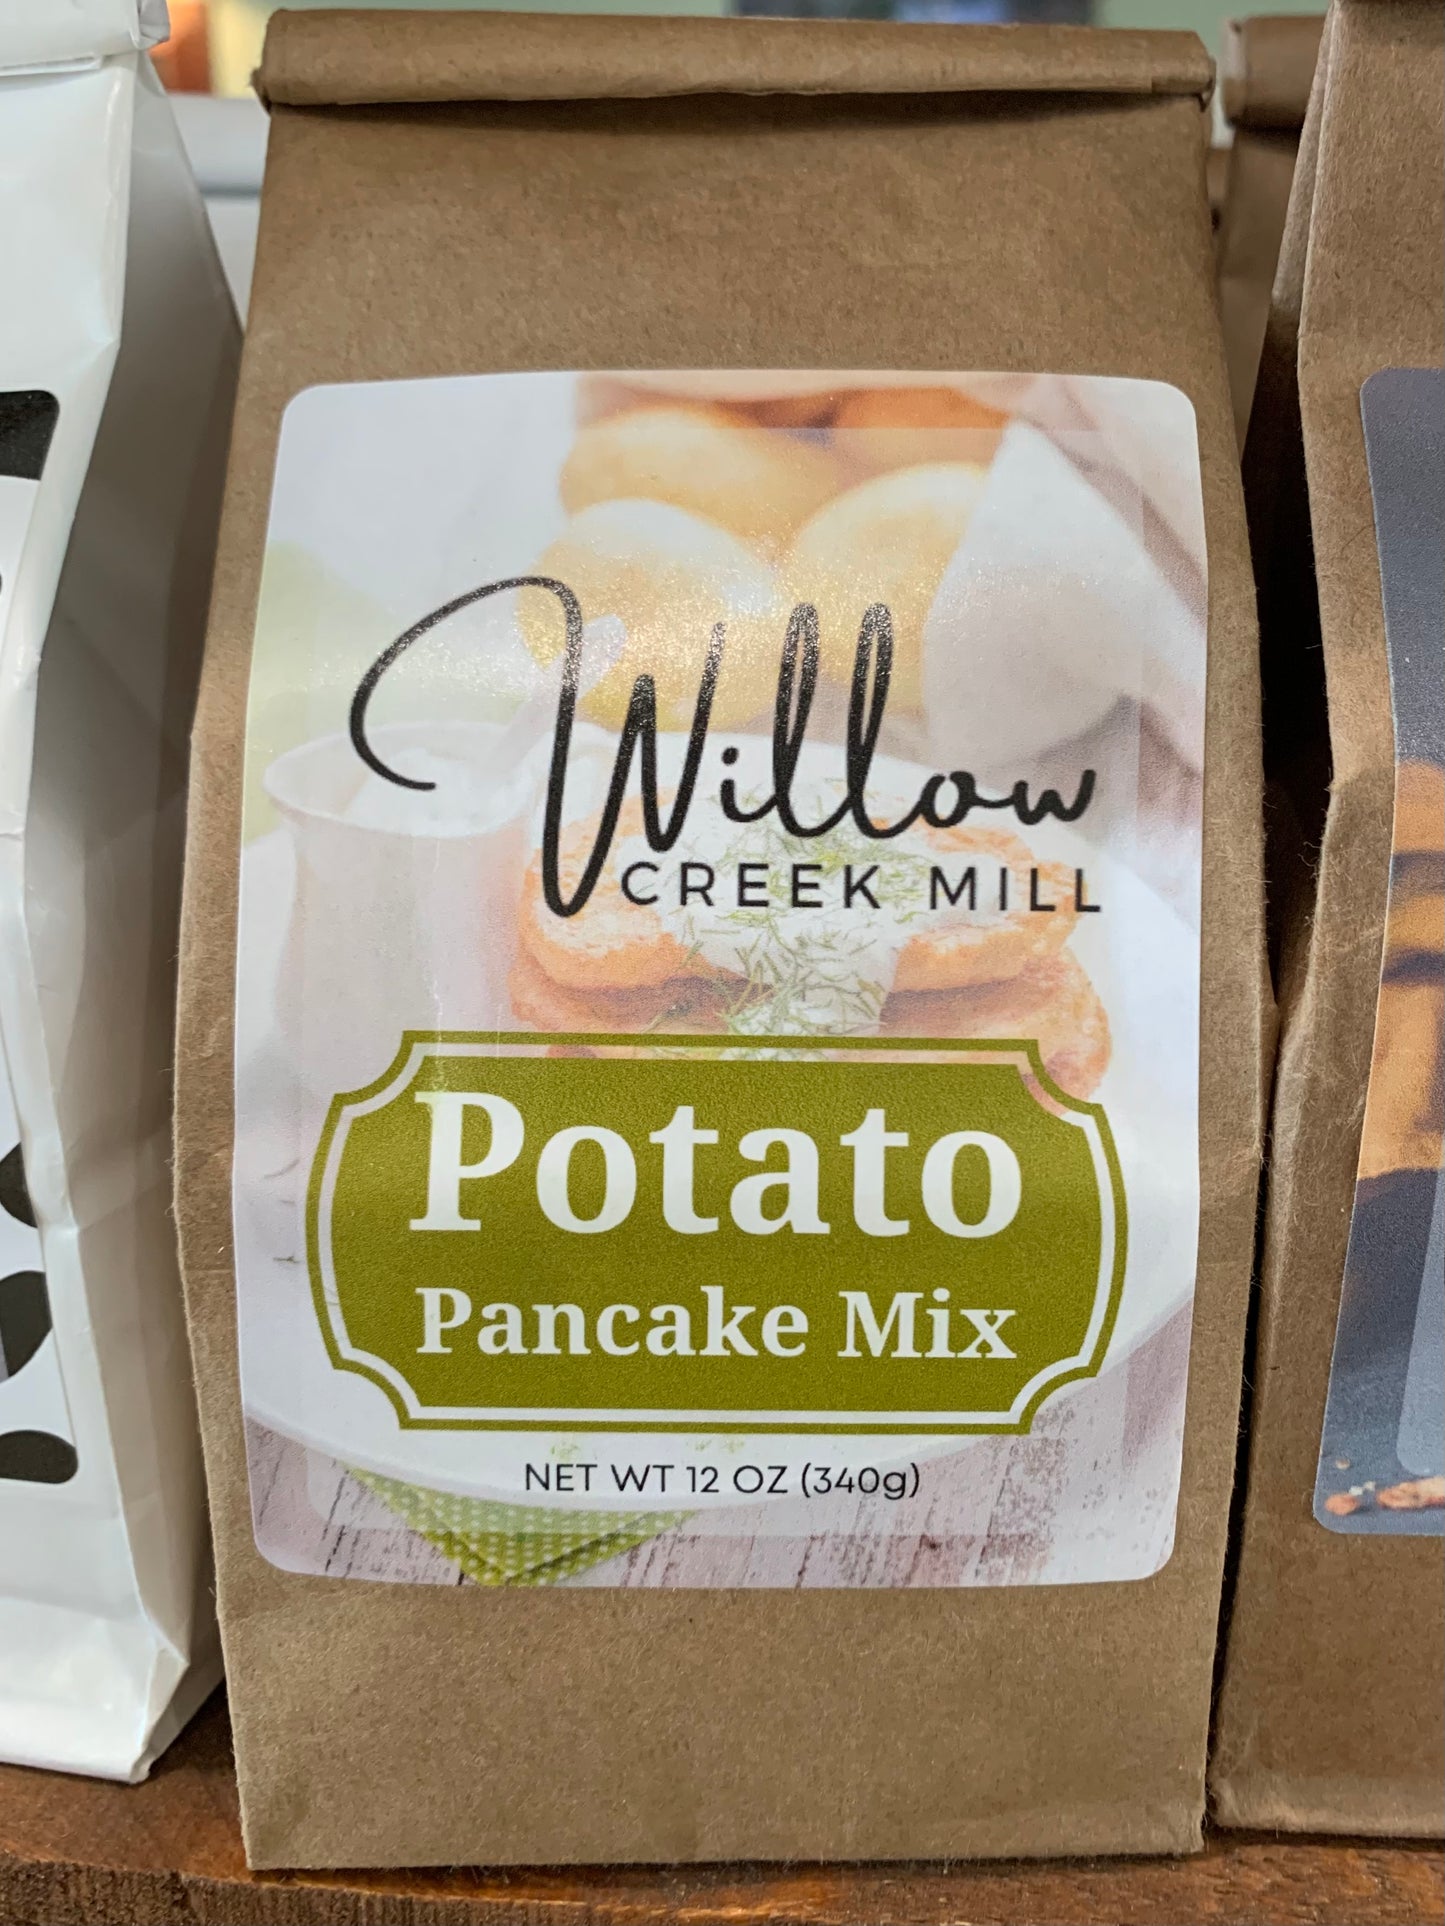 Willow
CREEK MILL
Potato
Pancake Mix
NET WT 12 OZ (340g)